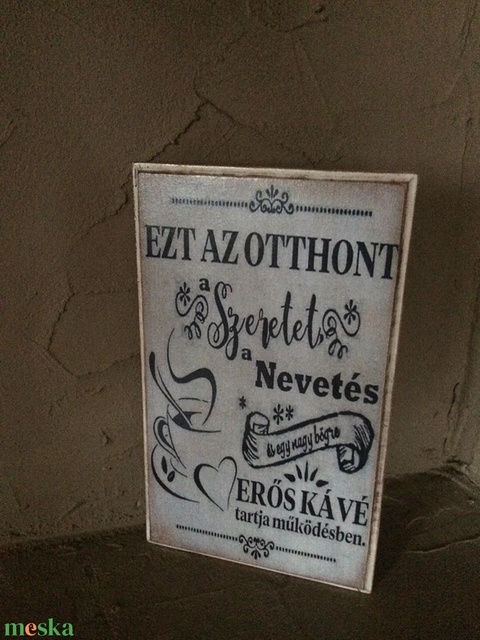 EZT AZ OTTHONT
a
Szeretet,
a
Nevetés
és egy nagy bögre
ERŐS KÁVÉ
tartja működésben.
meska